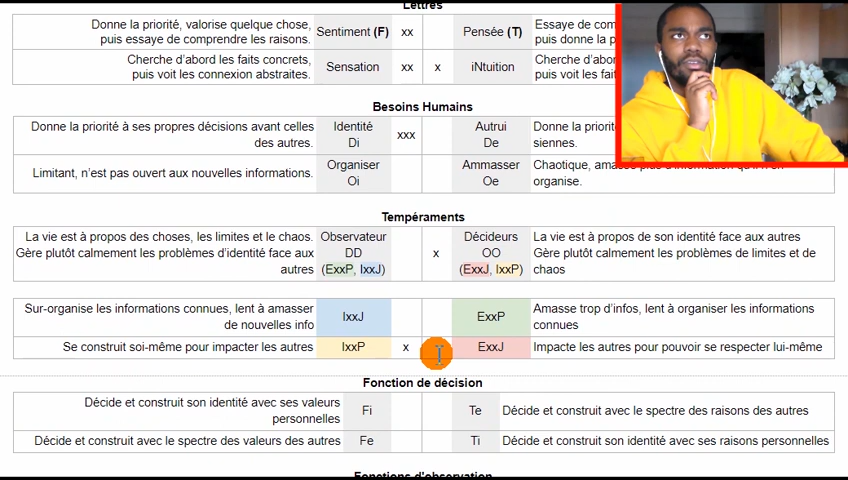 Lettres
Donne la priorité, valorise quelque chose,
puis essaye de comprendre les raisons.
Sentiment (F)
xx
Pensée (T)
Essaye de com
puis donne la p
Cherche d'abord les faits concrets,
puis voit les connexion abstraites.
Sensation
xx
x
iNtuition
Cherche d'abor
puis voit les fai
Besoins Humains
Donne la priorité à ses propres décisions avant celles
des autres.
Identité
Di
xxx
Autrui
De
Donne la priorité
siennes.
Limitant, n'est pas ouvert aux nouvelles informations.
Organiser
Oi
Ammasser
Oe
Chaotique, amasse plus d'information qu'il n'en
organise.
Tempéraments
La vie est à propos des choses, les limites et le chaos.
Gère plutôt calmement les problèmes d'identité face aux
autres
Observateur
DD
(ExxP, IxxJ)
x
Décideurs
OO
(ExxJ, IxxP)
La vie est à propos de son identité face aux autres
Gère plutôt calmement les problèmes de limites et de
chaos
Sur-organise les informations connues, lent à amasser
de nouvelles info
IxxJ
ExxP
Amasse trop d'infos, lent à organiser les informations
connues
Se construit soi-même pour impacter les autres
IxxP
x
ExxJ
Impacte les autres pour pouvoir se respecter lui-même
Fonction de décision
Décide et construit son identité avec ses valeurs
personnelles
Fi
Te
Décide et construit avec le spectre des raisons des autres
Décide et construit avec le spectre des valeurs des autres
Fe
Ti
Décide et construit son identité avec ses raisons personnelles
Fonctions d'observation